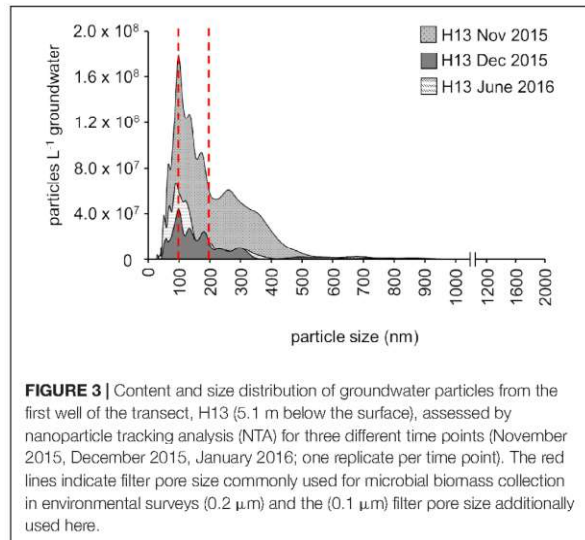 2.0 x 10⁸
1.6 x 10⁸
1.2 x 10⁸
8.0 x 10⁷
4.0 x 10⁷
0
particles L⁻¹ groundwater
H13 Nov 2015
H13 Dec 2015
H13 June 2016
0 100 200 300 400 500 600 700 800 900 1000 1200 1600 2000
particle size (nm)
FIGURE 3 | Content and size distribution of groundwater particles from the
first well of the transect, H13 (5.1 m below the surface), assessed by
nanoparticle tracking analysis (NTA) for three different time points (November
2015, December 2015, January 2016; one replicate per time point). The red
lines indicate filter pore size commonly used for microbial biomass collection
in environmental surveys (0.2 μm) and the (0.1 μm) filter pore size additionally
used here.